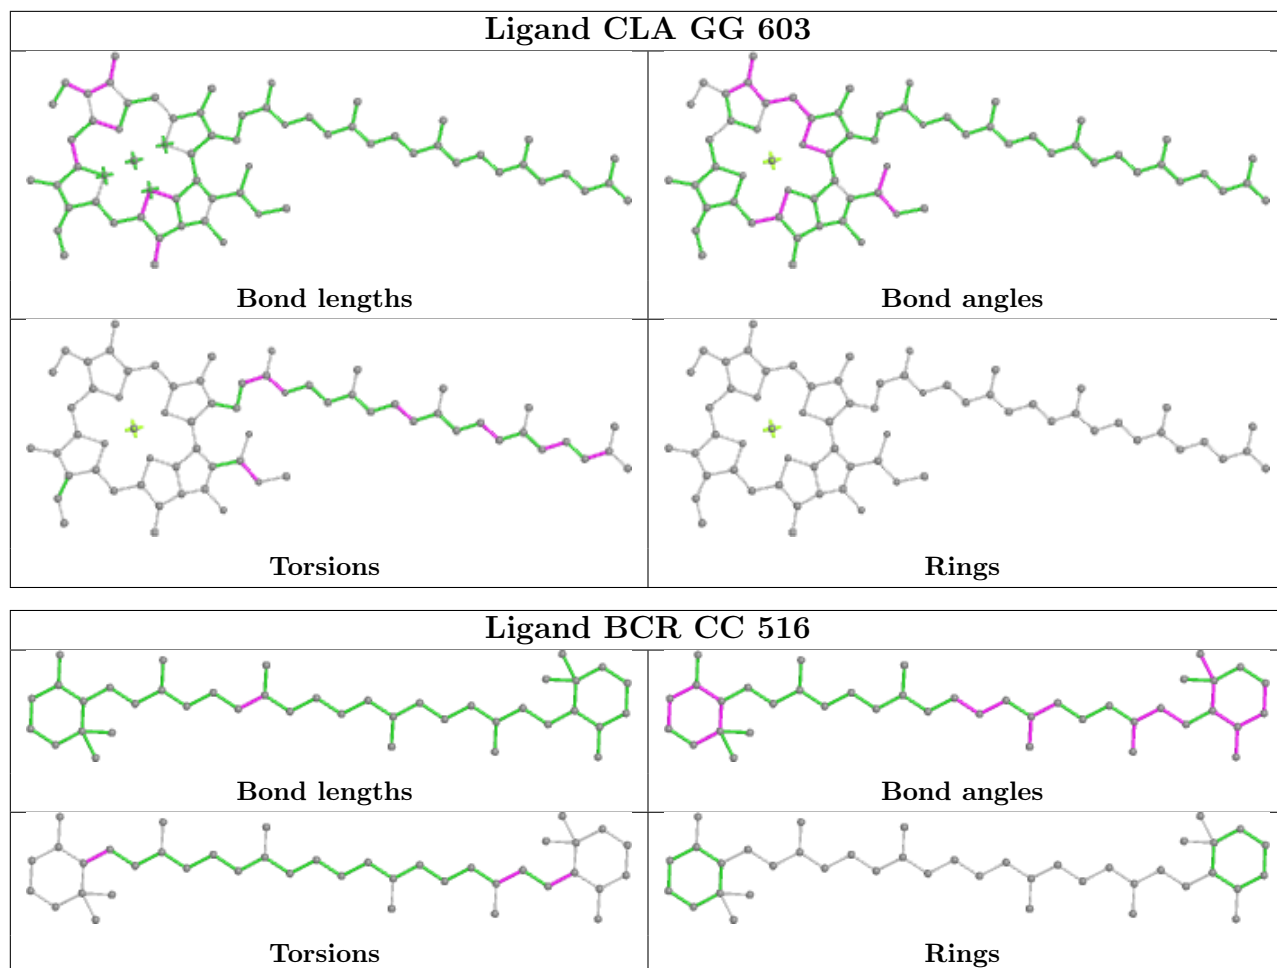 Ligand CLA GG 603
Bond lengths
Bond angles
Torsions
Rings
Ligand BCR CC 516
Bond lengths
Bond angles
Torsions
Rings